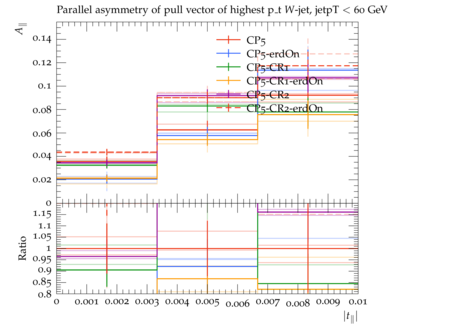 Parallel asymmetry of pull vector of highest p_t W-jet, jetpT < 60 GeV
A∥
0.14
0.12
0.1
0.08
0.06
0.04
0.02
0
CP5
CP5-erdOn
CP5-CR1
CP5-CR1-erdOn
CP5-CR2
CP5-CR2-erdOn
Ratio
1.15
1.1
1.05
1
0.95
0.9
0.85
0.8
0 0.001 0.002 0.003 0.004 0.005 0.006 0.007 0.008 0.009 0.01
|t∥|